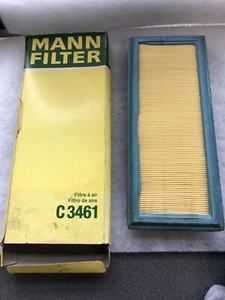 MANN
FILTER
Filtre à air
Filtro de aire
C 3461